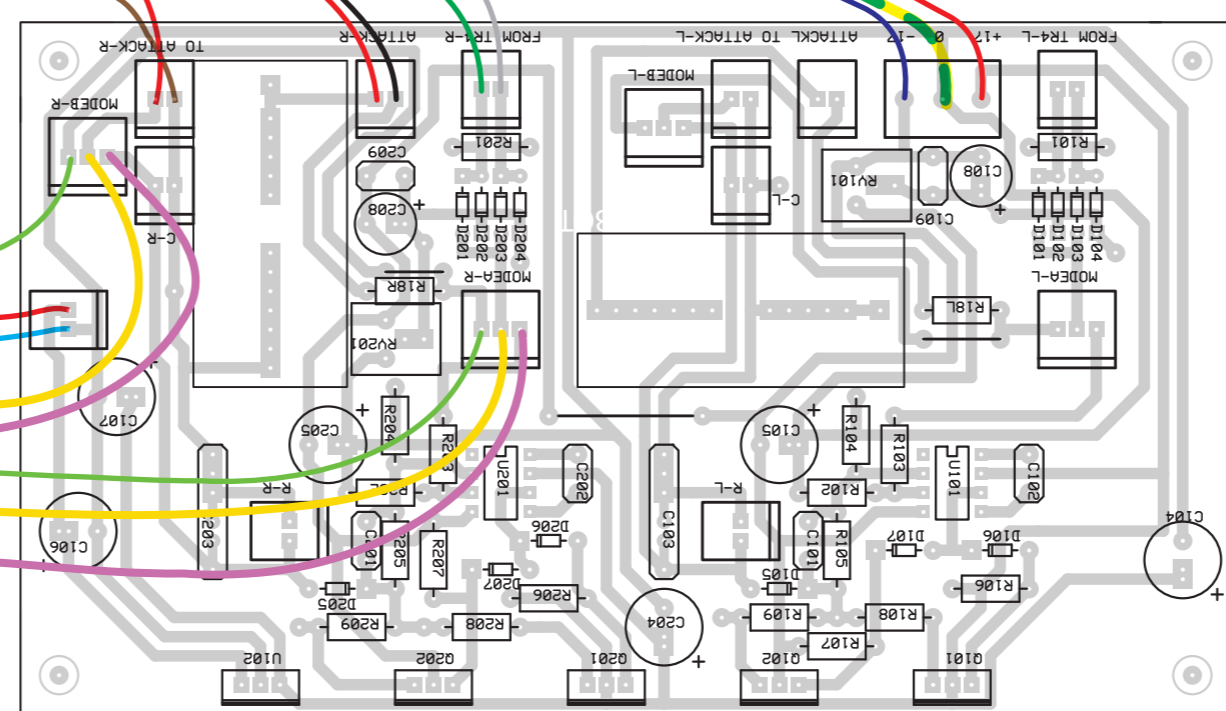 TO ATTACK-R
ATTACK-R
FROM TR4-R
TO ATTACK-L
ATTACKL
-17
0
+17
FROM TR4-L
MODEB-R
MODEB-L
R201
R101
C209
RV101
C108
C208
+
C-L
C109
+
C-R
D201
D202
D203
D204
D101
D102
D103
D104
MODEA-R
MODEA-L
R18R
R18L
RV201
+
C107
C205
+
R204
R203
C105
+
R104
R103
U201
C202
U101
C102
R-R
R-L
R102
C106
+
C201
R205
R207
D206
C103
C101
R105
D107
D106
C104
+
D205
D207
R206
D105
R106
R209
R208
C204
+
R109
R108
R107
U102
Q202
Q201
Q102
Q101